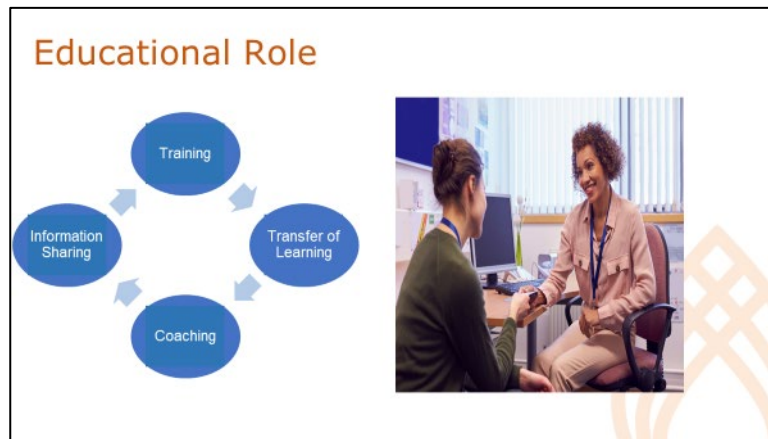 Educational Role
Training
Transfer of
Learning
Coaching
Information
Sharing